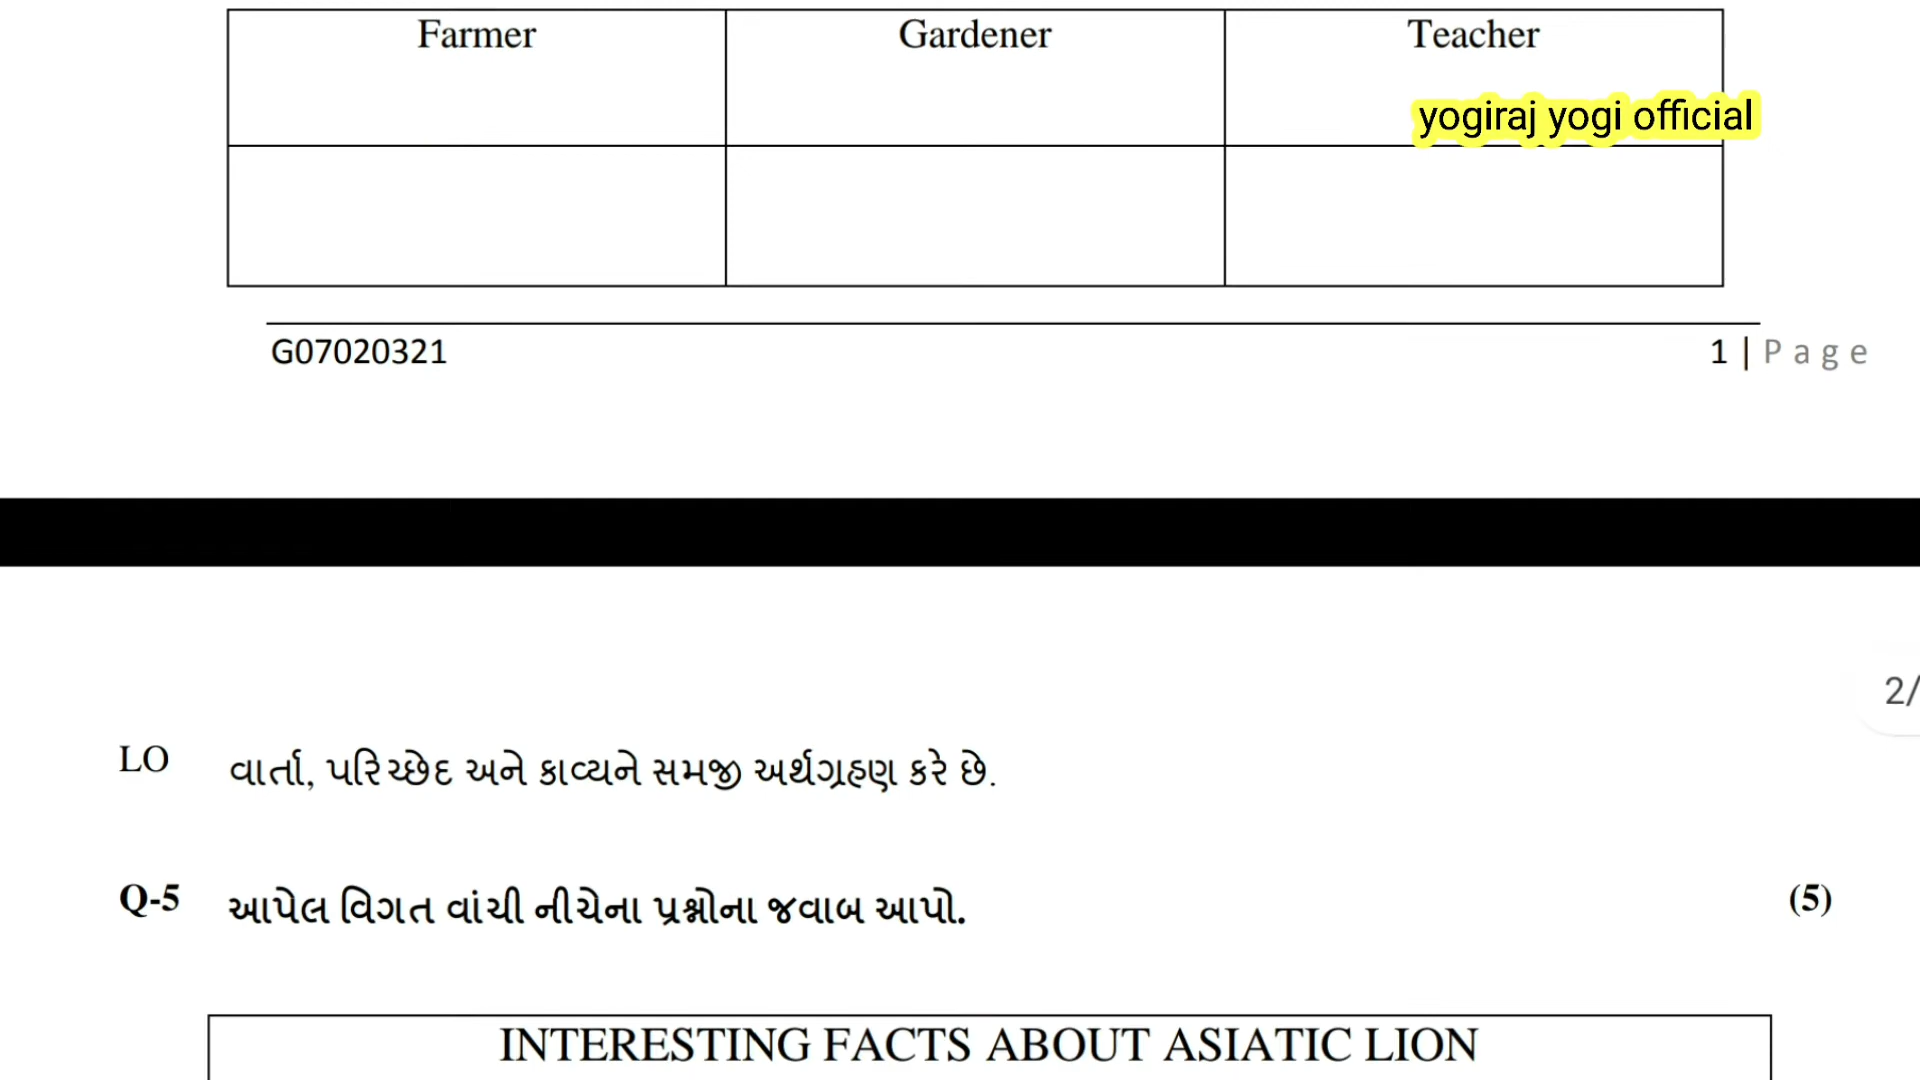 Farmer Gardener Teacher
yogiraj yogi official
G07020321 1 | Page
2/
LO વાર્તા, પરિચ્છેદ અને કાવ્યને સમજી અર્થગ્રહણ કરે છે.
Q-5 આપેલ વિગત વાંચી નીચેના પ્રશ્નોના જવાબ આપો. (5)
INTERESTING FACTS ABOUT ASIATIC LION